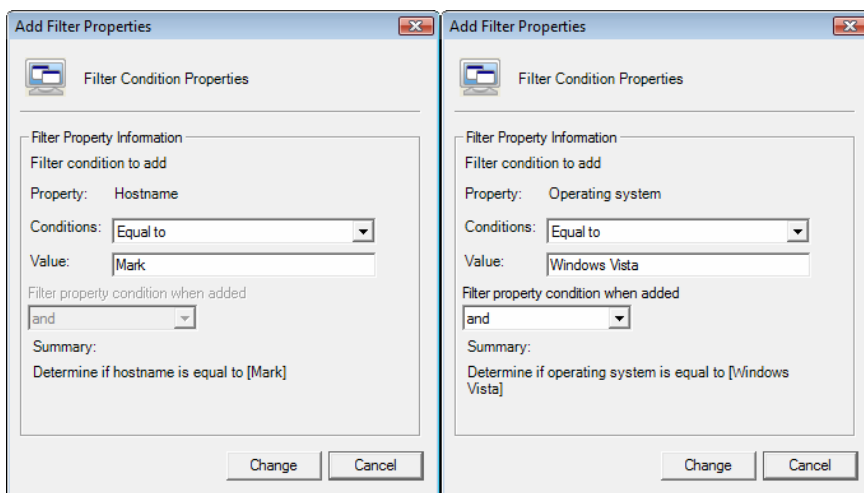 Add Filter Properties
Filter Condition Properties
Filter Property Information
Filter condition to add
Property: Hostname
Conditions: Equal to
Value: Mark
Filter property condition when added
and
Summary:
Determine if hostname is equal to [Mark]
Change Cancel
Add Filter Properties
Filter Condition Properties
Filter Property Information
Filter condition to add
Property: Operating system
Conditions: Equal to
Value: Windows Vista
Filter property condition when added
and
Summary:
Determine if operating system is equal to [Windows
Vista]
Change Cancel